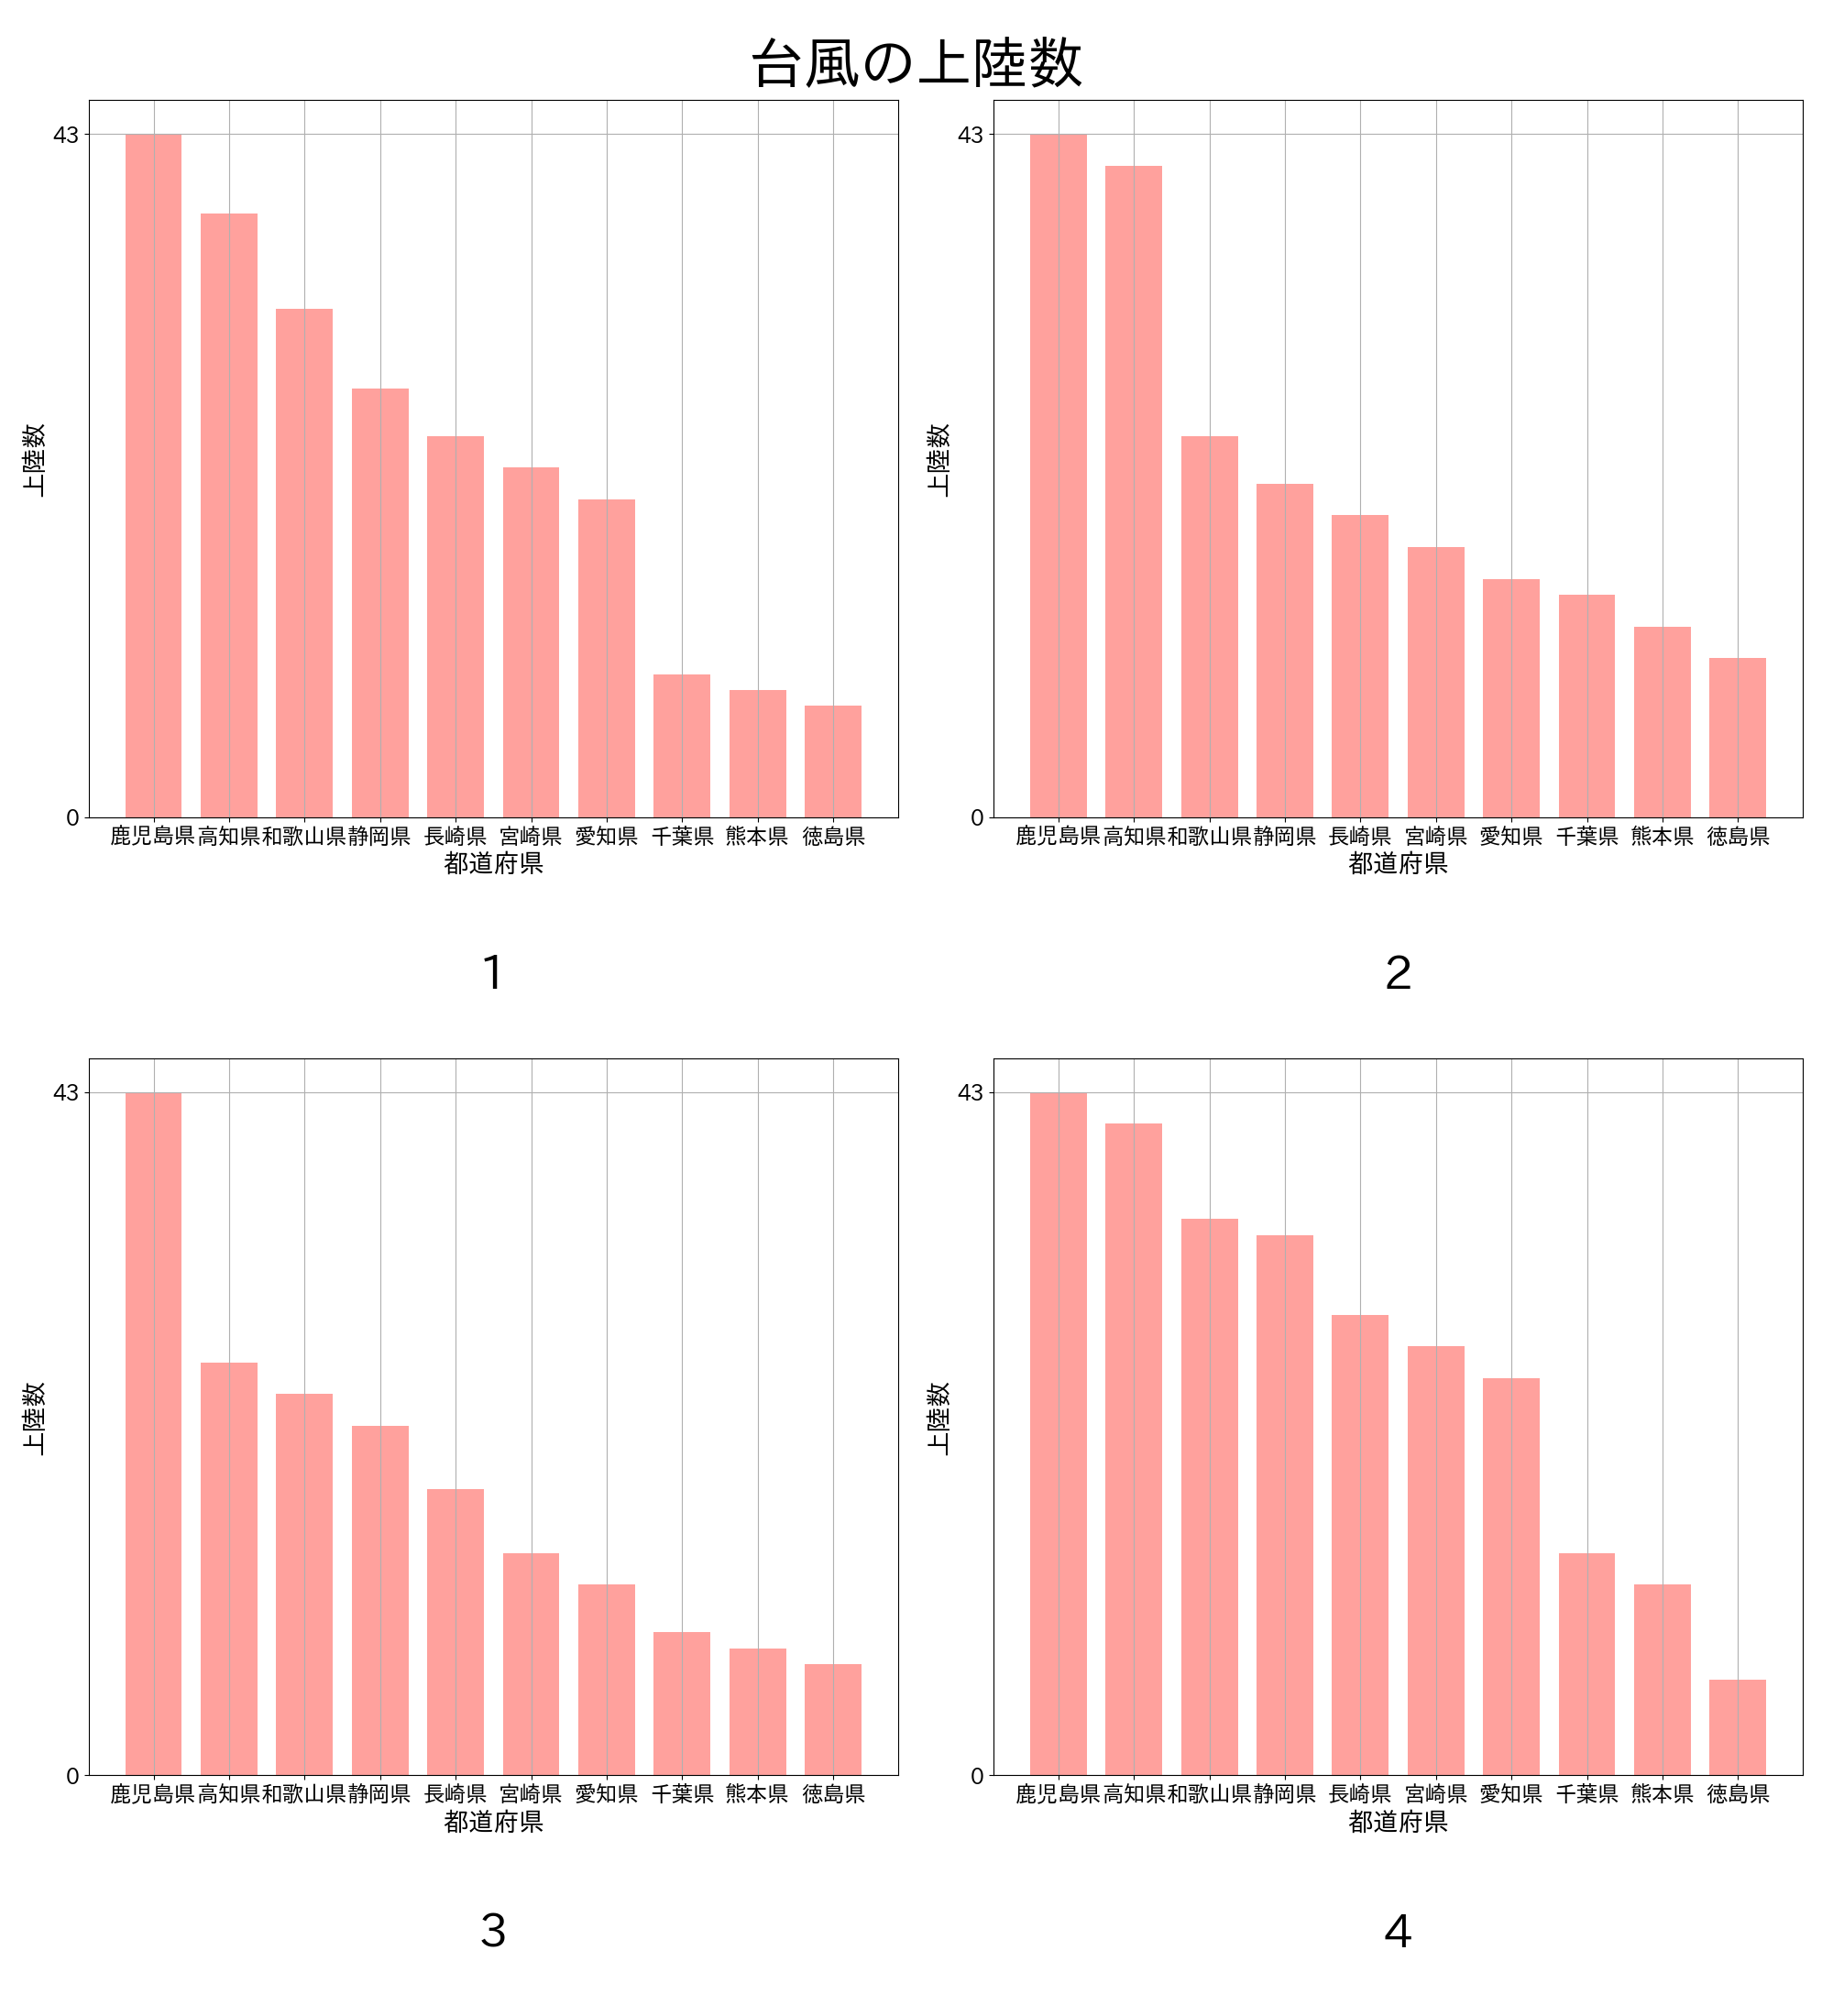 台風の上陸数
43
0
上陸数
鹿児島県 高知県 和歌山県 静岡県 長崎県 宮崎県 愛知県 千葉県 熊本県 徳島県
都道府県
1
43
0
上陸数
鹿児島県 高知県 和歌山県 静岡県 長崎県 宮崎県 愛知県 千葉県 熊本県 徳島県
都道府県
2
43
0
上陸数
鹿児島県 高知県 和歌山県 静岡県 長崎県 宮崎県 愛知県 千葉県 熊本県 徳島県
都道府県
3
43
0
上陸数
鹿児島県 高知県 和歌山県 静岡県 長崎県 宮崎県 愛知県 千葉県 熊本県 徳島県
都道府県
4